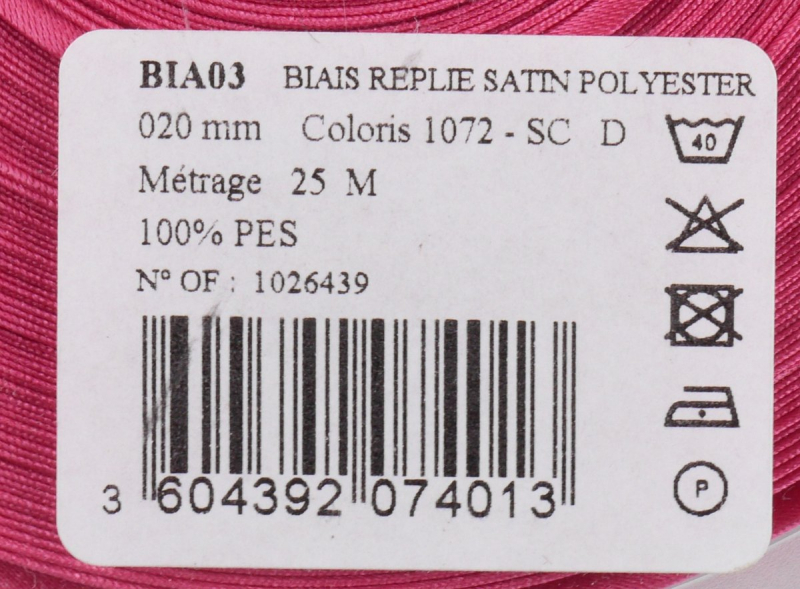 BIA03 BIAIS REPLIE SATIN POLYESTER
020 mm Coloris 1072 - SC D
40
Métrage 25 M
100% PES
N° OF : 1026439
P
3 604392 074013